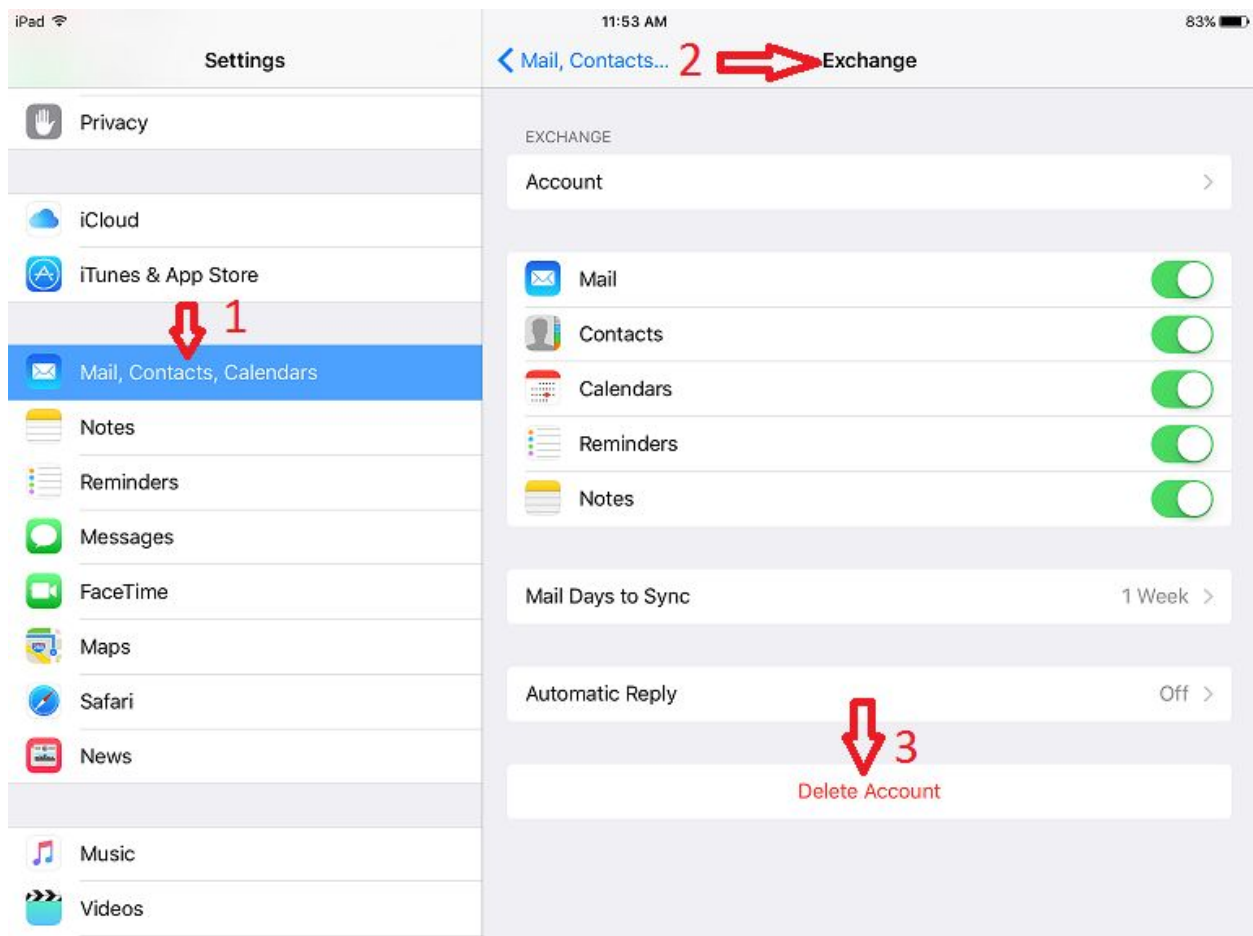 iPad 11:53 AM 83%
Settings
Mail, Contacts... 2 Exchange
Privacy
iCloud
iTunes & App Store
1
Mail, Contacts, Calendars
Notes
Reminders
Messages
FaceTime
Maps
Safari
News
Music
Videos
EXCHANGE
Account
Mail
Contacts
Calendars
Reminders
Notes
Mail Days to Sync 1 Week
Automatic Reply Off
3
Delete Account